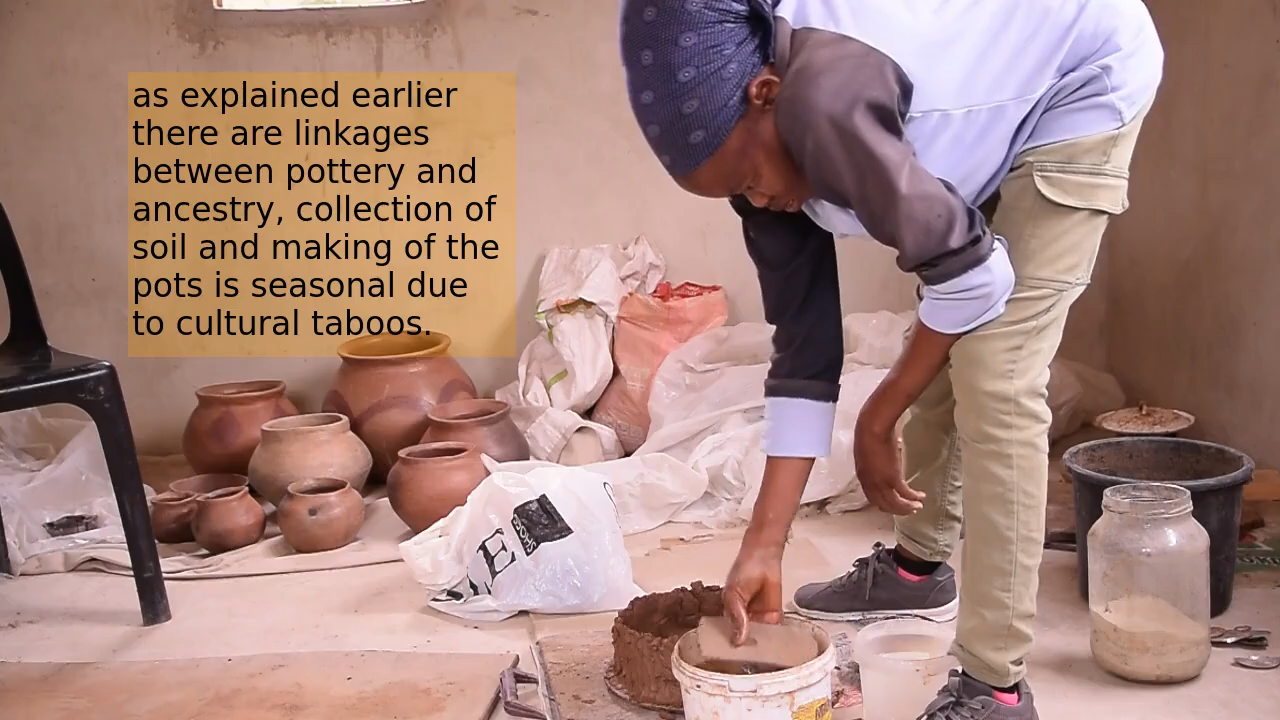 as explained earlier
there are linkages
between pottery and
ancestry, collection of
soil and making of the
pots is seasonal due
to cultural taboos.